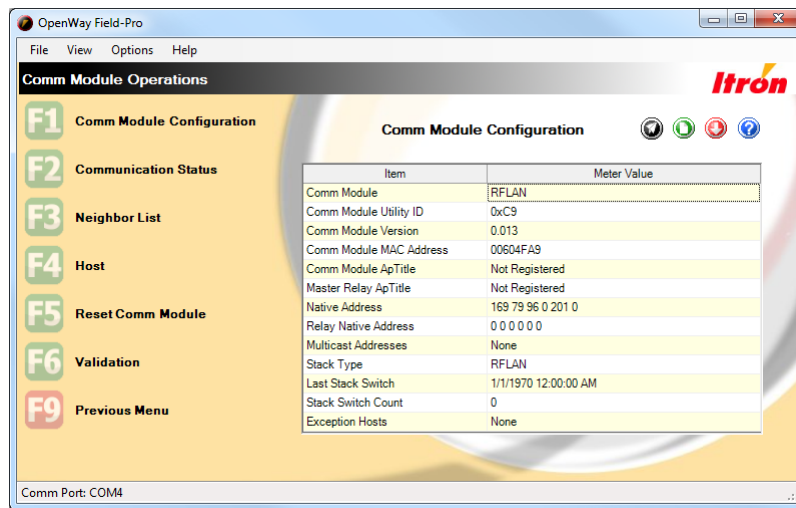 OpenWay Field-Pro
File View Options Help
Comm Module Operations
Itrón
F1 Comm Module Configuration
F2 Communication Status
F3 Neighbor List
F4 Host
F5 Reset Comm Module
F6 Validation
F9 Previous Menu
Comm Module Configuration
Item Meter Value
Comm Module RFLAN
Comm Module Utility ID 0xC9
Comm Module Version 0.013
Comm Module MAC Address 00604FA9
Comm Module ApTitle Not Registered
Master Relay ApTitle Not Registered
Native Address 169 79 96 0 201 0
Relay Native Address 0 0 0 0 0 0
Multicast Addresses None
Stack Type RFLAN
Last Stack Switch 1/1/1970 12:00:00 AM
Stack Switch Count 0
Exception Hosts None
Comm Port: COM4